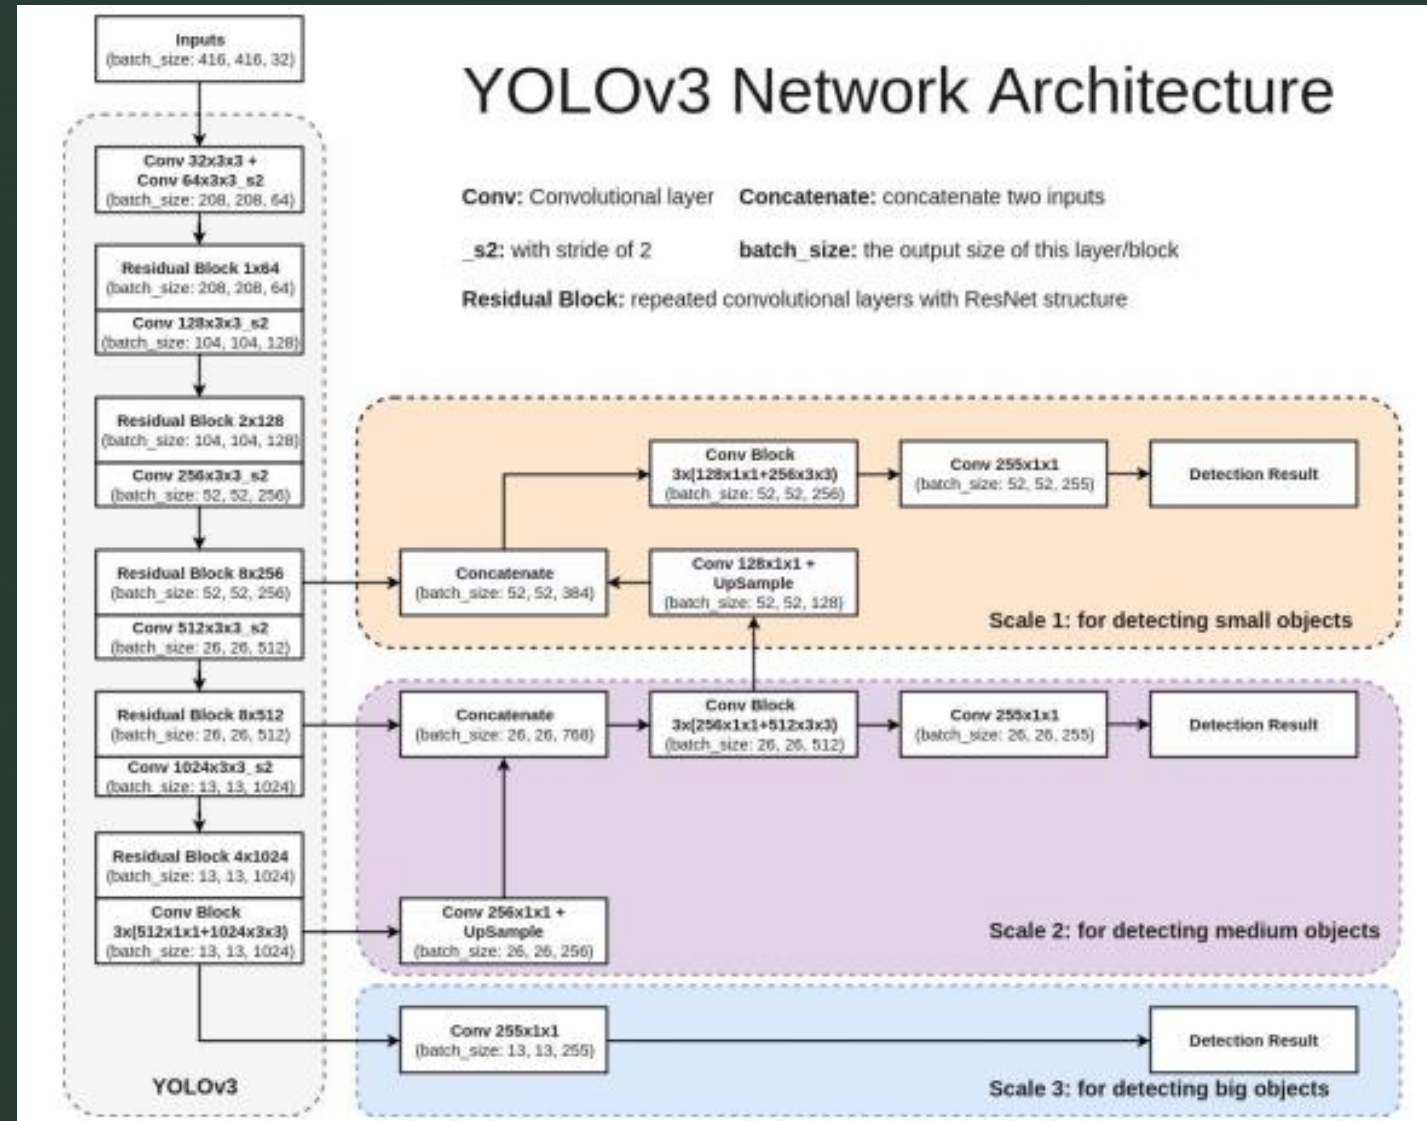 Inputs
(batch_size: 416, 416, 32)
YOLOv3 Network Architecture
Conv: Convolutional layer
Concatenate: concatenate two inputs
_s2: with stride of 2
batch_size: the output size of this layer/block
Residual Block: repeated convolutional layers with ResNet structure
Conv 32x3x3 +
Conv 64x3x3_s2
(batch_size: 208, 208, 64)
Residual Block 1x64
(batch_size: 208, 208, 64)
Conv 128x3x3_s2
(batch_size: 104, 104, 128)
Residual Block 2x128
(batch_size: 104, 104, 128)
Conv 256x3x3_s2
(batch_size: 52, 52, 256)
Residual Block 8x256
(batch_size: 52, 52, 256)
Conv 512x3x3_s2
(batch_size: 26, 26, 512)
Residual Block 8x512
(batch_size: 26, 26, 512)
Conv 1024x3x3_s2
(batch_size: 13, 13, 1024)
Residual Block 4x1024
(batch_size: 13, 13, 1024)
Conv Block
3x(512x1x1+1024x3x3)
(batch_size: 13, 13, 1024)
YOLOv3
Conv Block
3x(128x1x1+256x3x3)
(batch_size: 52, 52, 256)
Conv 255x1x1
(batch_size: 52, 52, 255)
Detection Result
Concatenate
(batch_size: 52, 52, 384)
Conv 128x1x1 +
UpSample
(batch_size: 52, 52, 128)
Scale 1: for detecting small objects
Concatenate
(batch_size: 26, 26, 768)
Conv Block
3x(256x1x1+512x3x3)
(batch_size: 26, 26, 512)
Conv 255x1x1
(batch_size: 26, 26, 255)
Detection Result
Conv 256x1x1 +
UpSample
(batch_size: 26, 26, 256)
Scale 2: for detecting medium objects
Conv 255x1x1
(batch_size: 13, 13, 255)
Detection Result
Scale 3: for detecting big objects